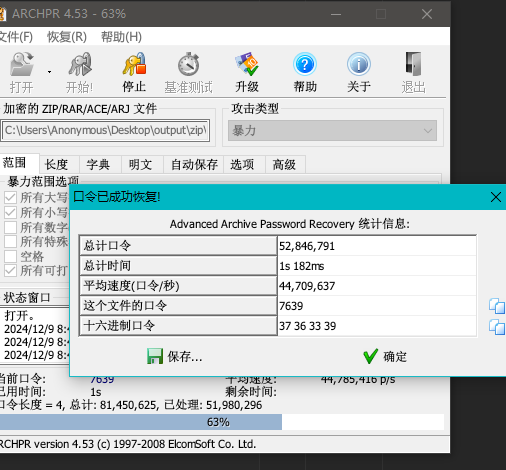 ARCHPR 4.53 - 63%
文件(F) 恢复(R) 帮助(H)
打开 开始! 停止 基准测试 升级 帮助 关于 退出
加密的 ZIP/RAR/ACE/ARJ 文件 攻击类型
C:\Users\Anonymous\Desktop\output\zip\ 暴力
范围 长度 字典 明文 自动保存 选项 高级
暴力范围选项
所有大写
所有小写
所有数字
所有特殊
空格
所有可打
口令已成功恢复!
Advanced Archive Password Recovery 统计信息:
总计口令 52,846,791
总计时间 1s 182ms
平均速度(口令/秒) 44,709,637
这个文件的口令 7639
十六进制口令 37 36 33 39
保存... 确定
状态窗口
打开。
2024/12/9 8:4
2024/12/9 8:4
2024/12/9 8:4
当前口令: 7639 平均速度: 44,785,416 p/s
已用时间: 1s 剩余时间:
口令长度 = 4, 总计: 81,450,625, 已处理: 51,980,296
63%
ARCHPR version 4.53 (c) 1997-2008 ElcomSoft Co. Ltd.